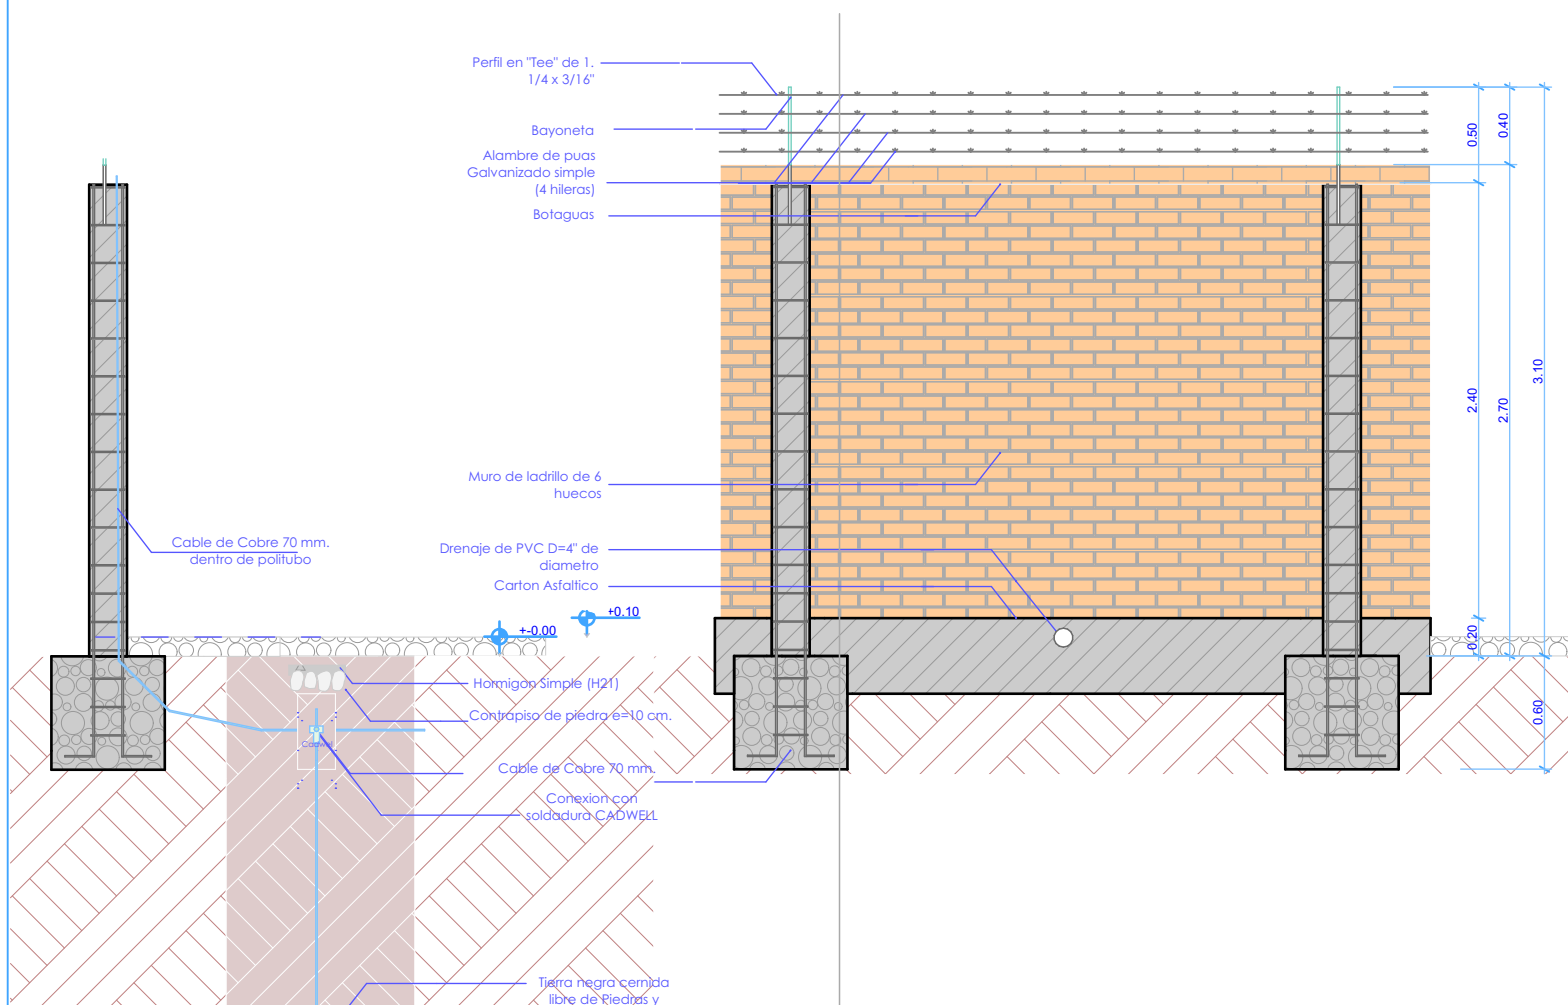 Perfil en "Tee" de 1.
1/4 x 3/16"
Bayoneta
Alambre de puas
Galvanizado simple
(4 hileras)
Botaguas
0.50
0.40
3.10
2.40
2.70
Muro de ladrillo de 6
huecos
Cable de Cobre 70 mm.
dentro de politubo
Drenaje de PVC D=4" de
diametro
Carton Asfaltico
+0.10
+-0.00
0.20
Hormigon Simple (H21)
Contrapiso de piedra e=10 cm.
0.60
Cadwel
Cable de Cobre 70 mm.
Conexion con
soldadura CADWELL
Tierra negra cernida
libre de Piedras y